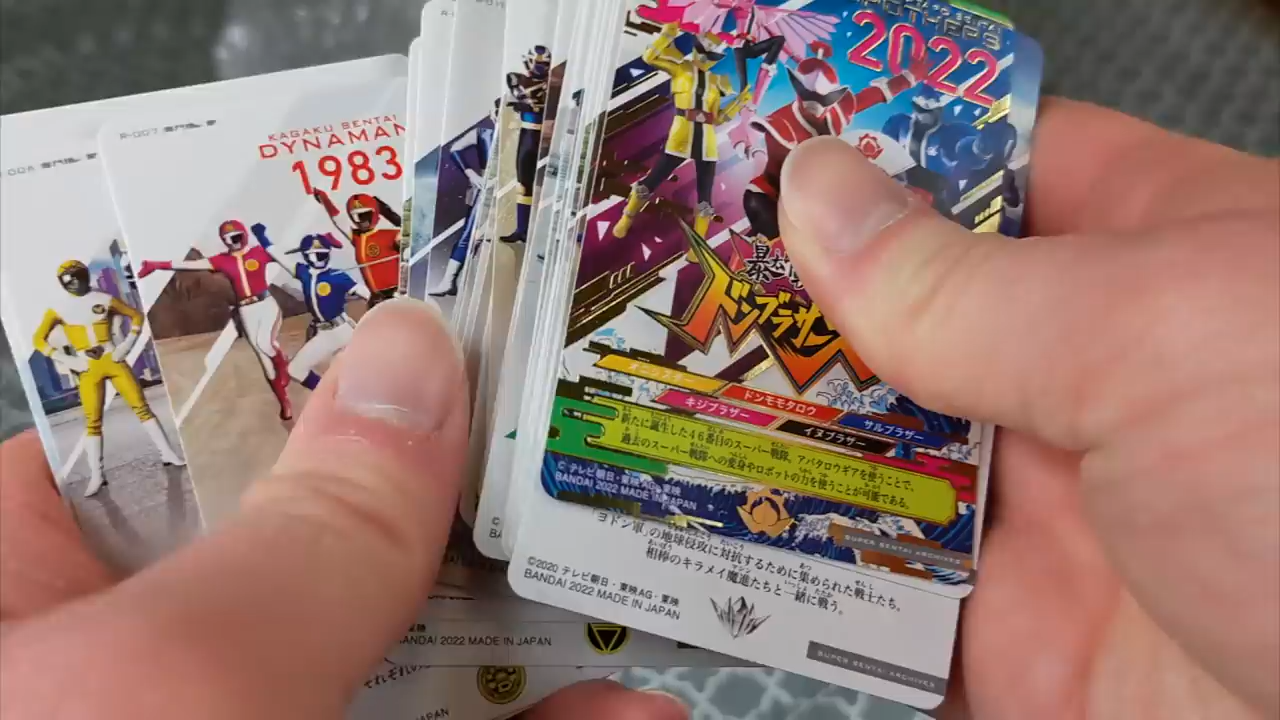 KAGAKU SENTAI
DYNAMAN
1983
2022
ドンブラザ
オニシスター
ドンモモタロウ
キジブラザー
サルブラザー
イヌブラザー
新たに誕生した46番目のスーパー戦隊。アバタロウギアを使うことで、
過去のスーパー戦隊への変身やロボットの力を使うことが可能である。
© テレビ朝日・東映AG・東映
BANDAI 2022 MADE IN JAPAN
SUPER SENTAI ARCHIVES
「ヨドン軍」の地球侵攻に対抗するために集められた戦士たち。
相棒のキラメイ魔進たちと一緒に戦う。
©2020 テレビ朝日・東映AG・東映
BANDAI 2022 MADE IN JAPAN
SUPER SENTAI ARCHIVES
ANDAI 2022 MADE IN JAPAN
それぞれの
JAPAN